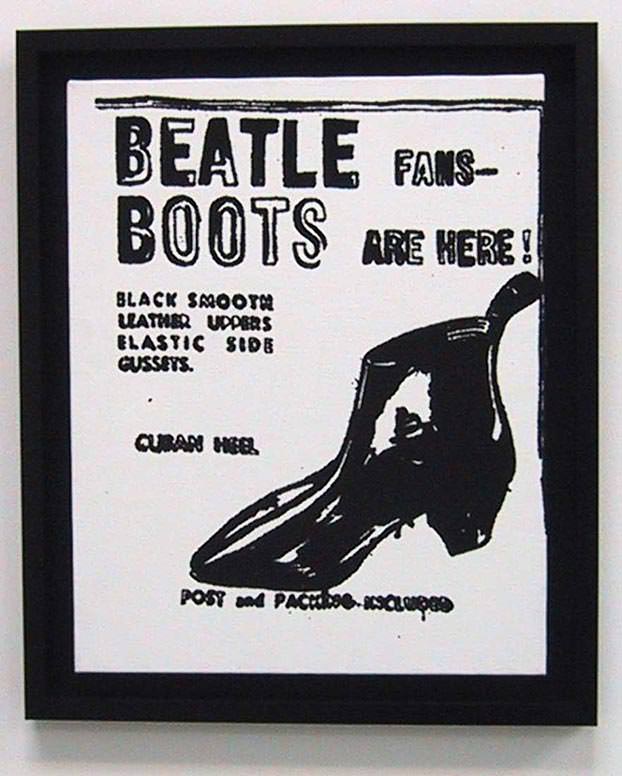 BEATLE FANS—
BOOTS ARE HERE!
BLACK SMOOTH
LEATHER UPPERS
ELASTIC SIDE
GUSSETS.
CUBAN HEEL
POST and PACKING INCLUDED